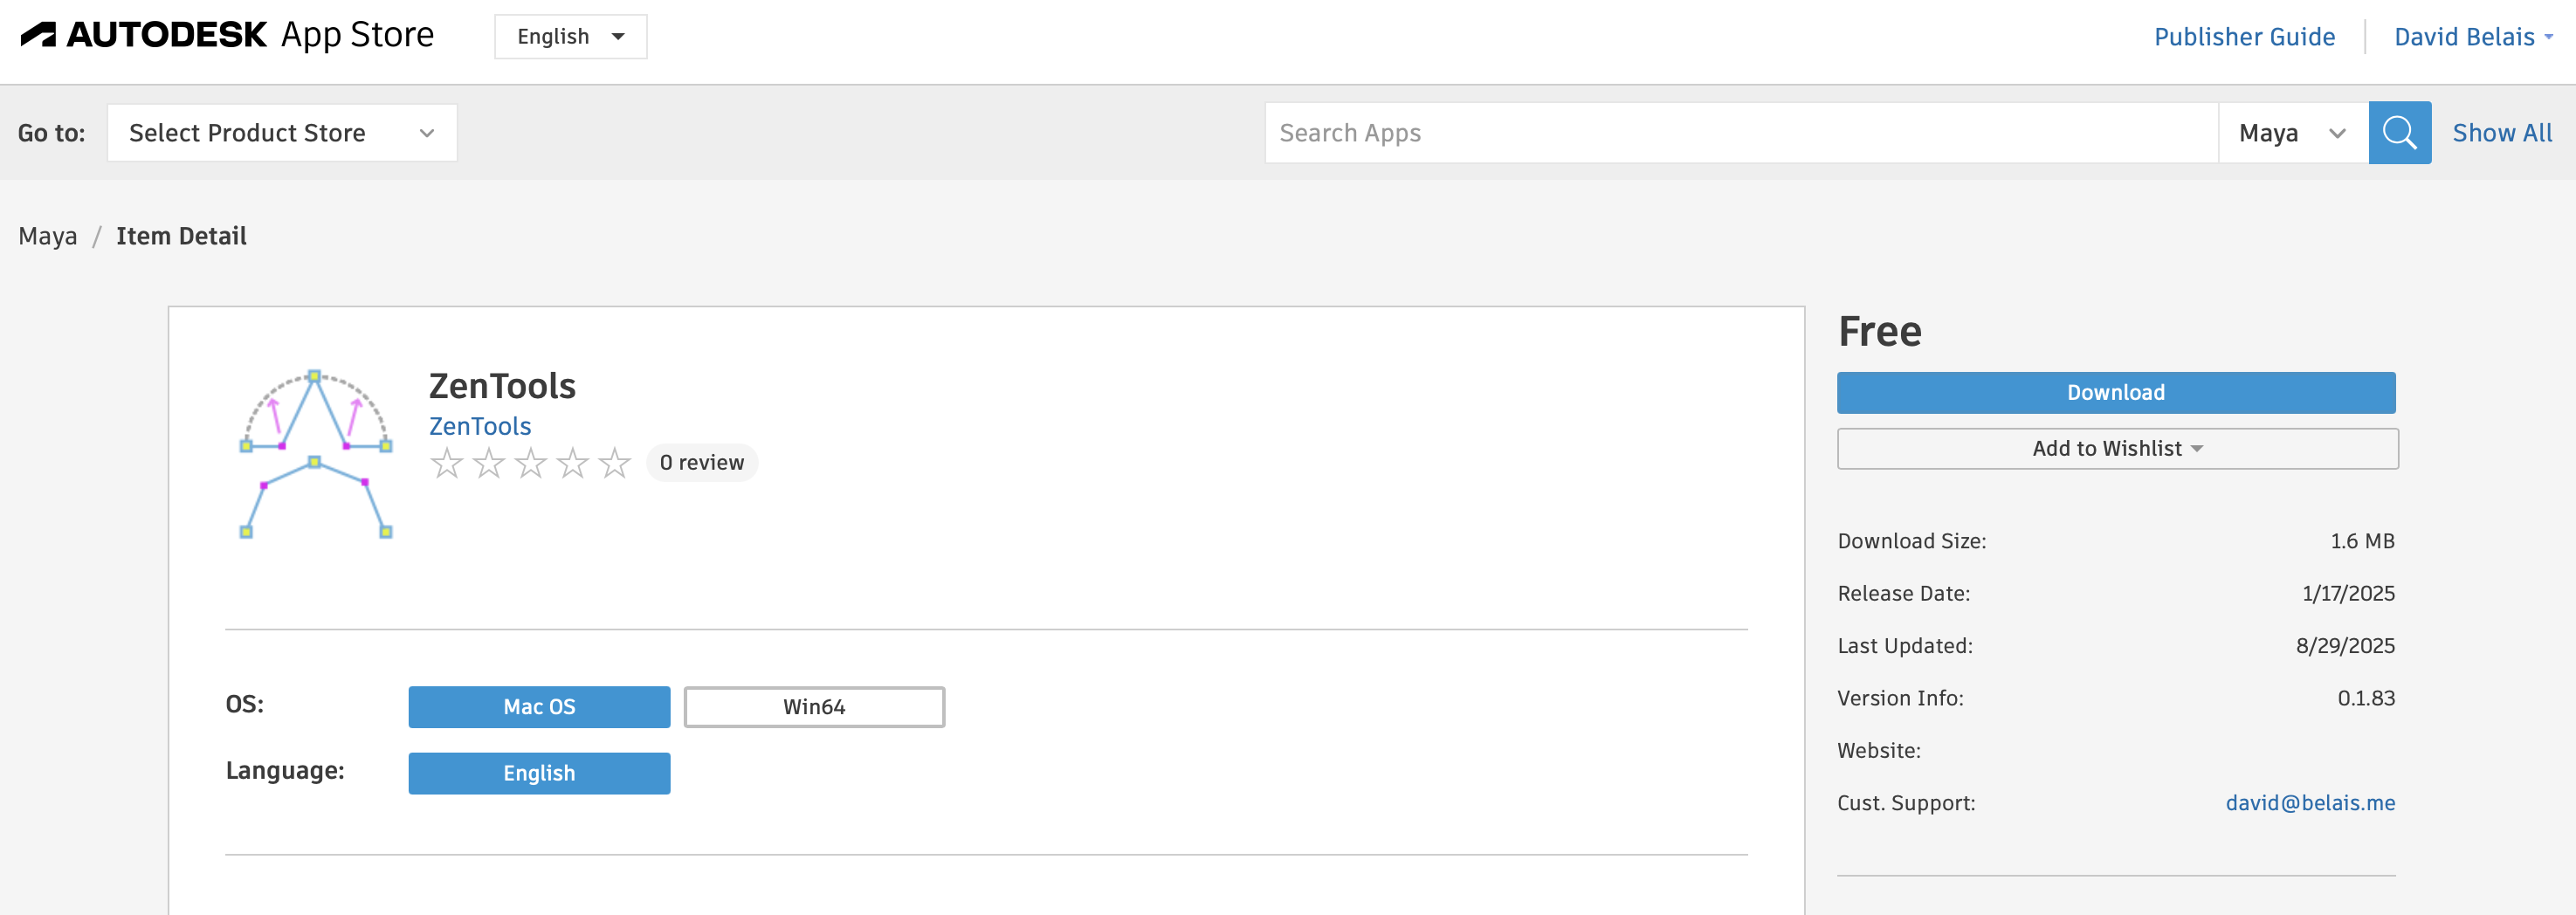 AUTODESK App Store
English
Publisher Guide
David Belais
Go to:
Select Product Store
Search Apps
Maya
Show All
Maya / Item Detail
ZenTools
ZenTools
0 review
OS:
Mac OS
Win64
Language:
English
Free
Download
Add to Wishlist
Download Size: 1.6 MB
Release Date: 1/17/2025
Last Updated: 8/29/2025
Version Info: 0.1.83
Website:
Cust. Support: david@belais.me